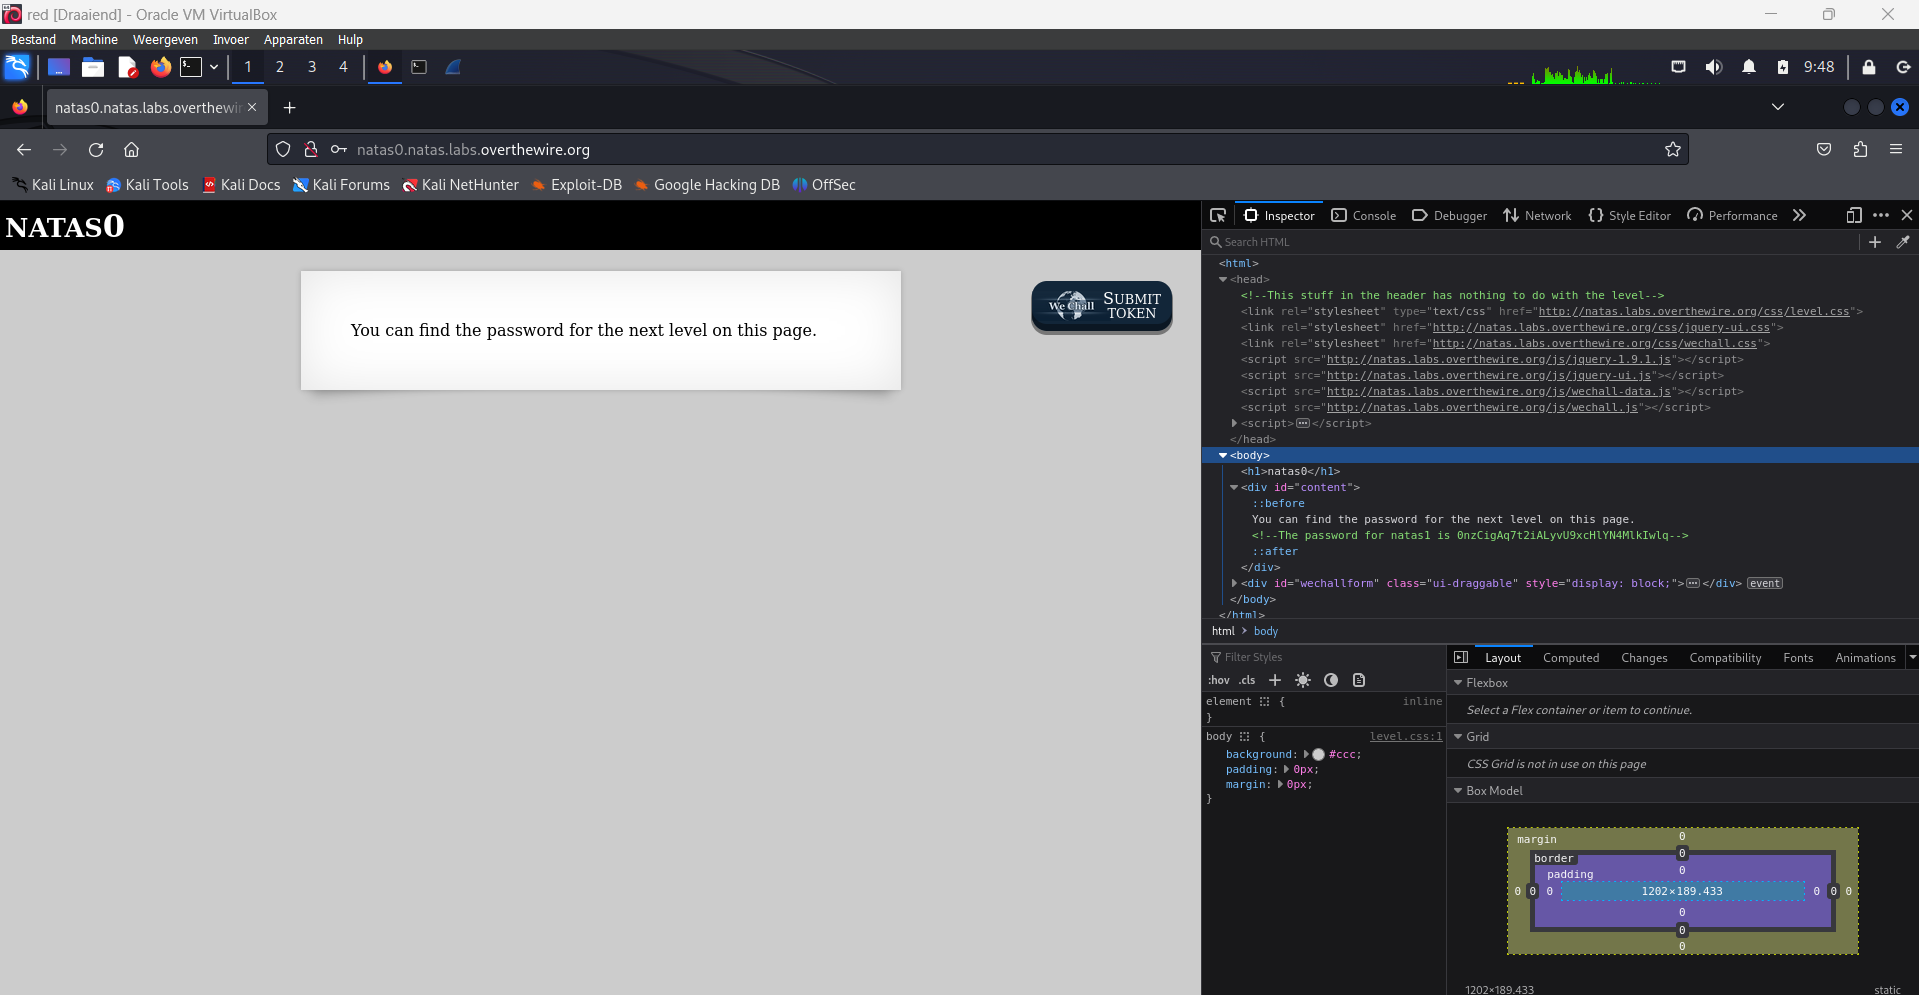 red [Draaiend] - Oracle VM VirtualBox
Bestand Machine Weergeven Invoer Apparaten Hulp
1 2 3 4 9:48
natas0.natas.labs.overthewir
natas0.natas.labs.overthewire.org
Kali Linux Kali Tools Kali Docs Kali Forums Kali NetHunter Exploit-DB Google Hacking DB OffSec
NATAS0
You can find the password for the next level on this page.
We Chall SUBMIT TOKEN
Inspector Console Debugger Network Style Editor Performance
Search HTML
<html>
<head>
<!--This stuff in the header has nothing to do with the level-->
<link rel="stylesheet" type="text/css" href="http://natas.labs.overthewire.org/css/level.css">
<link rel="stylesheet" href="http://natas.labs.overthewire.org/css/jquery-ui.css">
<link rel="stylesheet" href="http://natas.labs.overthewire.org/css/wechall.css">
<script src="http://natas.labs.overthewire.org/js/jquery-1.9.1.js"></script>
<script src="http://natas.labs.overthewire.org/js/jquery-ui.js"></script>
<script src="http://natas.labs.overthewire.org/js/wechall-data.js"></script>
<script src="http://natas.labs.overthewire.org/js/wechall.js"></script>
<script></script>
</head>
<body>
<h1>natas0</h1>
<div id="content">
::before
You can find the password for the next level on this page.
<!--The password for natas1 is 0nzCigAq7t2iALyvU9xcHlYN4MlkIwlq-->
::after
</div>
<div id="wechallform" class="ui-draggable" style="display: block;"></div> event
</body>
</html>
html > body
Filter Styles
:hov .cls
element { inline
}
body { level.css:1
background: #ccc;
padding: 0px;
margin: 0px;
}
Layout Computed Changes Compatibility Fonts Animations
Flexbox
Select a Flex container or item to continue.
Grid
CSS Grid is not in use on this page
Box Model
margin 0
border 0
padding 0
0 0 0 1202×189.433 0 0 0
0
0
0
1202×189.433 static